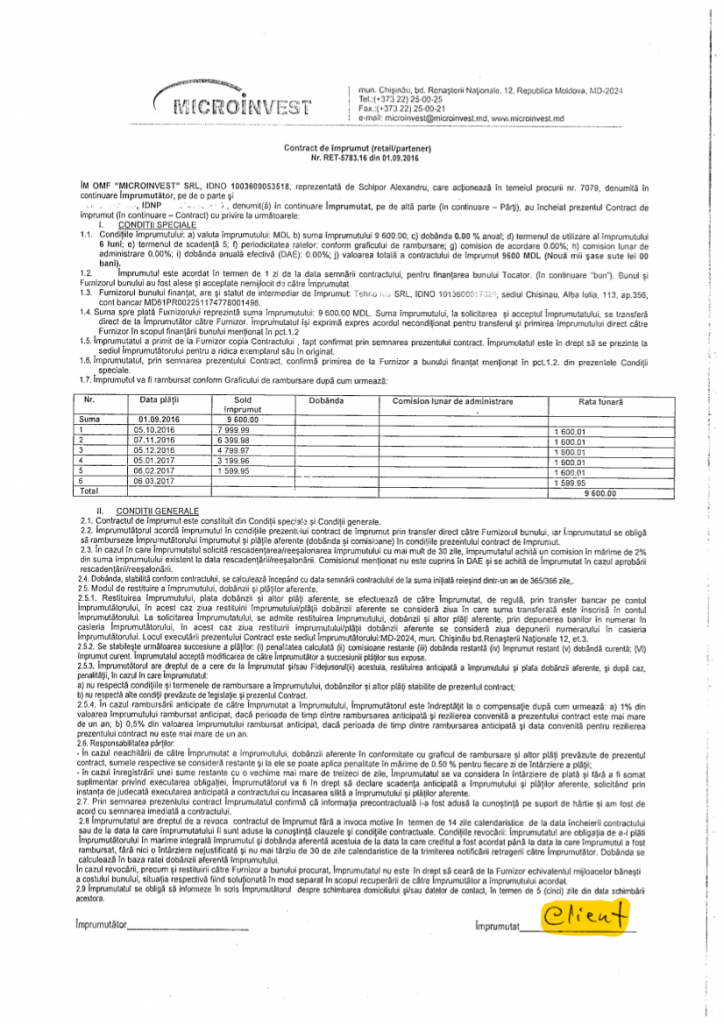 MICROINVEST
mun. Chişinău, bd. Renaşterii Naţionale, 12, Republica Moldova, MD-2024
Tel.:(+373 22) 25-00-25
Fax.:(+373 22) 25-00-21
e-mail: microinvest@microinvest.md, www.microinvest.md
Contract de împrumut (retail/partener)
Nr. RET-5783.16 din 01.09.2016
ÎM OMF "MICROINVEST" SRL, IDNO 1003600053518, reprezentată de Schipor Alexandru, care acţionează în temeiul procurii nr. 7079, denumită în
continuare Împrumutător, pe de o parte şi
, IDNP , denumit(ă) în continuare Împrumutat, pe de altă parte (în continuare – Părţi), au încheiat prezentul Contract de
împrumut (în continuare – Contract) cu privire la următoarele:
I. CONDIŢII SPECIALE
1.1. Condiţiile împrumutului: a) valuta împrumutului: MDL b) suma împrumutului 9 600.00; c) dobânda 0.00 % anual; d) termenul de utilizare al împrumutului
6 luni; e) termenul de scadenţă 5; f) periodicitatea ratelor: conform graficului de rambursare; g) comision de acordare 0.00%; h) comision lunar de
administrare 0.00%; i) dobânda anuală efectivă (DAE): 0.00%; j) valoarea totală a contractului de împrumut 9600 MDL (Nouă mii şase sute lei 00
bani).
1.2. Împrumutul este acordat în termen de 1 zi de la data semnării contractului, pentru finanţarea bunului Tocator. (în continuare "bun"). Bunul şi
Furnizorul bunului au fost alese şi acceptate nemijlocit de către Împrumutat.
1.3. Furnizorul bunului finanţat, are şi statut de intermediar de împrumut: SRL, IDNO sediul Chisinau, Alba Iulia, 113, ap.356,
cont bancar MD61PR002251174778001498.
1.4. Suma spre plată Furnizorului reprezintă suma împrumutului: 9 600.00 MDL. Suma împrumutului, la solicitarea şi acceptul Împrumutatului, se transferă
direct de la Împrumutător către Furnizor. Împrumutatul îşi exprimă expres acordul necondiţionat pentru transferul şi primirea împrumutului direct către
Furnizor în scopul finanţării bunului menţionat în pct.1.2
1.5. Împrumutatul a primit de la Furnizor copia Contractului , fapt confirmat prin semnarea prezentului contract. Împrumutatul este în drept să se prezinte la
sediul Împrumutătorului pentru a ridica exemplarul său în original.
1.6. Împrumutatul, prin semnarea prezentului Contract, confirmă primirea de la Furnizor a bunului finanţat menţionat în pct.1.2. din prezentele Condiţii
speciale.
1.7. Împrumutul va fi rambursat conform Graficului de rambursare după cum urmează:
Nr. Data plăţii Sold împrumut Dobânda Comision lunar de administrare Rata lunară
Suma 01.09.2016 9 600.00
1 05.10.2016 7 999.99 1 600.01
2 07.11.2016 6 399.98 1 600.01
3 05.12.2016 4 799.97 1 600.01
4 05.01.2017 3 199.96 1 600.01
5 06.02.2017 1 599.95 1 600.01
6 06.03.2017 1 599.95
Total 9 600.00
II. CONDIŢII GENERALE
2.1. Contractul de împrumut este constituit din Condiţii speciale şi Condiţii generale.
2.2. Împrumutătorul acordă împrumutul în condiţiile prezentului contract de împrumut prin transfer direct către Furnizorul bunului, iar Împrumutatul se obligă
să ramburseze Împrumutătorului împrumutul şi plăţile aferente (dobânda şi comisioane) în condiţiile prezentului contract de împrumut.
2.3. În cazul în care Împrumutatul solicită rescadenţarea/reeşalonarea împrumutului cu mai mult de 30 zile, împrumutatul achită un comision în mărime de 2%
din suma împrumutului existent la data rescadenţării/reeşalonării. Comisionul menţionat nu este cuprins în DAE şi se achită de Împrumutat în cazul aprobării
rescadenţării/reeşalonării.
2.4. Dobânda, stabilită conform contractului, se calculează începând cu data semnării contractului de la suma iniţială reieşind dintr-un an de 365/366 zile,.
2.5. Modul de restituire a împrumutului, dobânzii şi plăţilor aferente.
2.5.1. Restituirea împrumutului, plata dobânzii şi altor plăţi aferente, se efectuează de către Împrumutat, de regulă, prin transfer bancar pe contul
Împrumutătorului, în acest caz ziua restituirii împrumutului/plăţii dobânzii aferente se consideră ziua în care suma transferată este înscrisă în contul
Împrumutătorului. La solicitarea Împrumutatului, se admite restituirea împrumutului, dobânzii şi altor plăţi aferente, prin depunerea banilor în numerar în
casieria Împrumutătorului, în acest caz ziua restituirii împrumutului/plăţii dobânzii aferente se consideră ziua depunerii numerarului în casieria
Împrumutătorului. Locul executării prezentului Contract este sediul Împrumutătorului:MD-2024, mun. Chişinău bd.Renaşterii Naţionale 12, et.3.
2.5.2. Se stabileşte următoarea succesiune a plăţilor: (i) penalitatea calculată (ii) comisioane restante (iii) dobânda restantă (iv) împrumut restant (v) dobândă curentă; (VI)
împrumut curent. Împrumutatul acceptă modificarea de către Împrumutător a succesiunii plăţilor sus expuse.
2.5.3. Împrumutătorul are dreptul de a cere de la Împrumutat şi/sau Fidejusorul(ii) acestuia, restituirea anticipată a împrumutului şi plata dobânzii aferente, şi după caz,
penalităţii, în cazul în care Împrumutatul:
a) nu respectă condiţiile şi termenele de rambursare a împrumutului, dobânzilor şi altor plăţi stabilite de prezentul contract;
b) nu respectă alte condiţii prevăzute de legislaţie şi prezentul Contract.
2.5.4. În cazul rambursării anticipate de către Împrumutat a împrumutului, Împrumutătorul este îndreptăţit la o compensaţie după cum urmează: a) 1% din
valoarea împrumutului rambursat anticipat, dacă perioada de timp dintre rambursarea anticipată şi rezilierea convenită a prezentului contract este mai mare
de un an; b) 0,5% din valoarea împrumutului rambursat anticipat, dacă perioada de timp dintre rambursarea anticipată şi data convenită pentru rezilierea
prezentului contract nu este mai mare de un an.
2.6. Responsabilitatea părţilor:
- În cazul neachitării de către Împrumutat a împrumutului, dobânzii aferente în conformitate cu graficul de rambursare şi altor plăţi prevăzute de prezentul
contract, sumele respective se consideră restante şi la ele se poate aplica penalitate în mărime de 0.50 % pentru fiecare zi de întârziere a plăţii;
- în cazul înregistrării unei sume restante cu o vechime mai mare de treizeci de zile, Împrumutatul se va considera în întârziere de plată şi fără a fi somat
suplimentar privind executarea obligaţiei, Împrumutătorul va fi în drept să declare scadenţa anticipată a împrumutului şi plăţilor aferente, solicitând prin
instanţa de judecată executarea anticipată a contractului cu încasarea silită a împrumutului şi plăţilor aferente.
2.7. Prin semnarea prezentului contract Împrumutatul confirmă că informaţia precontractuală i-a fost adusă la cunoştinţă pe suport de hârtie şi am fost de
acord cu semnarea imediată a contractului.
2.8 Împrumutatul are dreptul de a revoca contractul de împrumut fără a invoca motive în termen de 14 zile calendaristice de la data încheierii contractului
sau de la data la care împrumutatului îi sunt aduse la cunoştinţă clauzele şi condiţiile contractuale. Condiţiile revocării: Împrumutatul are obligaţia de a-i plăti
Împrumutătorului în marime integrală împrumutul şi dobânda aferentă acestuia de la data la care creditul a fost acordat până la data la care împrumutul a fost
rambursat, fără nici o întârziere nejustificată şi nu mai târziu de 30 de zile calendaristice de la trimiterea notificării retragerii către Împrumutător. Dobânda se
calculează în baza ratei dobânzii aferentă împrumutului.
În cazul revocării, precum şi restituirii către Furnizor a bunului procurat, Împrumutatul nu este în drept să ceară de la Furnizor echivalentul mijloacelor băneşti
a costului bunului, situaţia respectivă fiind soluţionată în mod separat în scopul recuperării de către Împrumutător a împrumutului acordat.
2.9 Împrumutatul se obligă să informeze în scris Împrumutătorul despre schimbarea domiciliului şi/sau datelor de contact, în termen de 5 (cinci) zile din data schimbării
acestora.
Împrumutător
Împrumutat Client